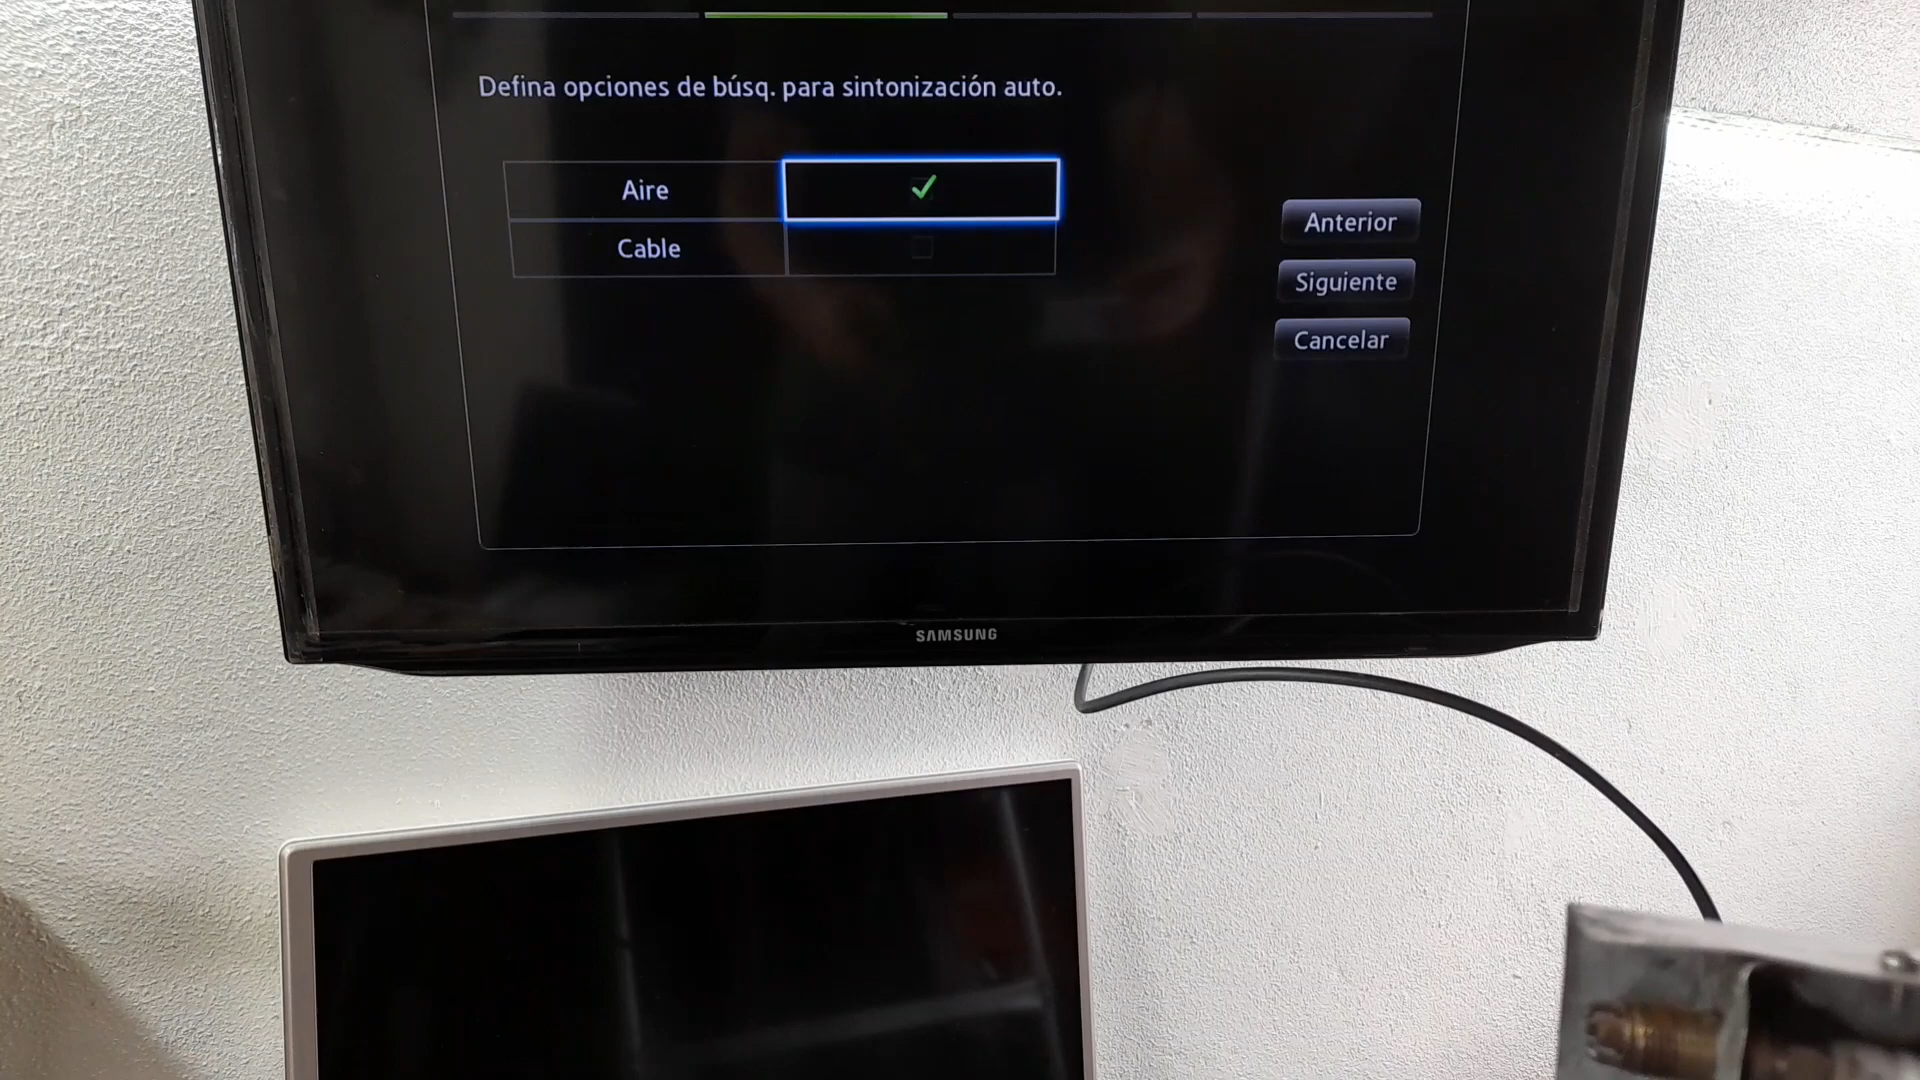 Defina opciones de búsq. para sintonización auto.
Aire
Cable
Anterior
Siguiente
Cancelar
SAMSUNG